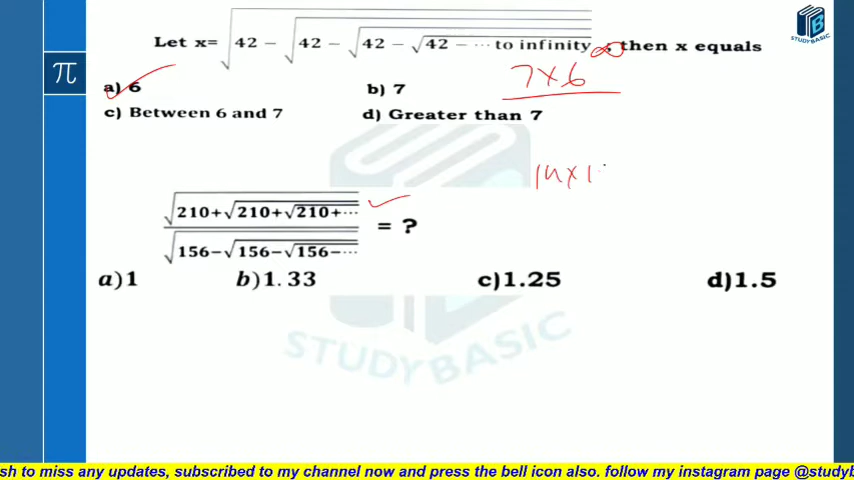 STUDYBASIC
π
Let x= √42 − √42 − √42 − √42 − ⋯ to infinity ∞, then x equals
7×6
a) 6 b) 7
c) Between 6 and 7 d) Greater than 7
14×1
√210+√210+√210+⋯
= ?
√156−√156−√156−⋯
a)1 b)1.33 c)1.25 d)1.5
STUDYBASIC
sh to miss any updates, subscribed to my channel now and press the bell icon also. follow my instagram page @studyb